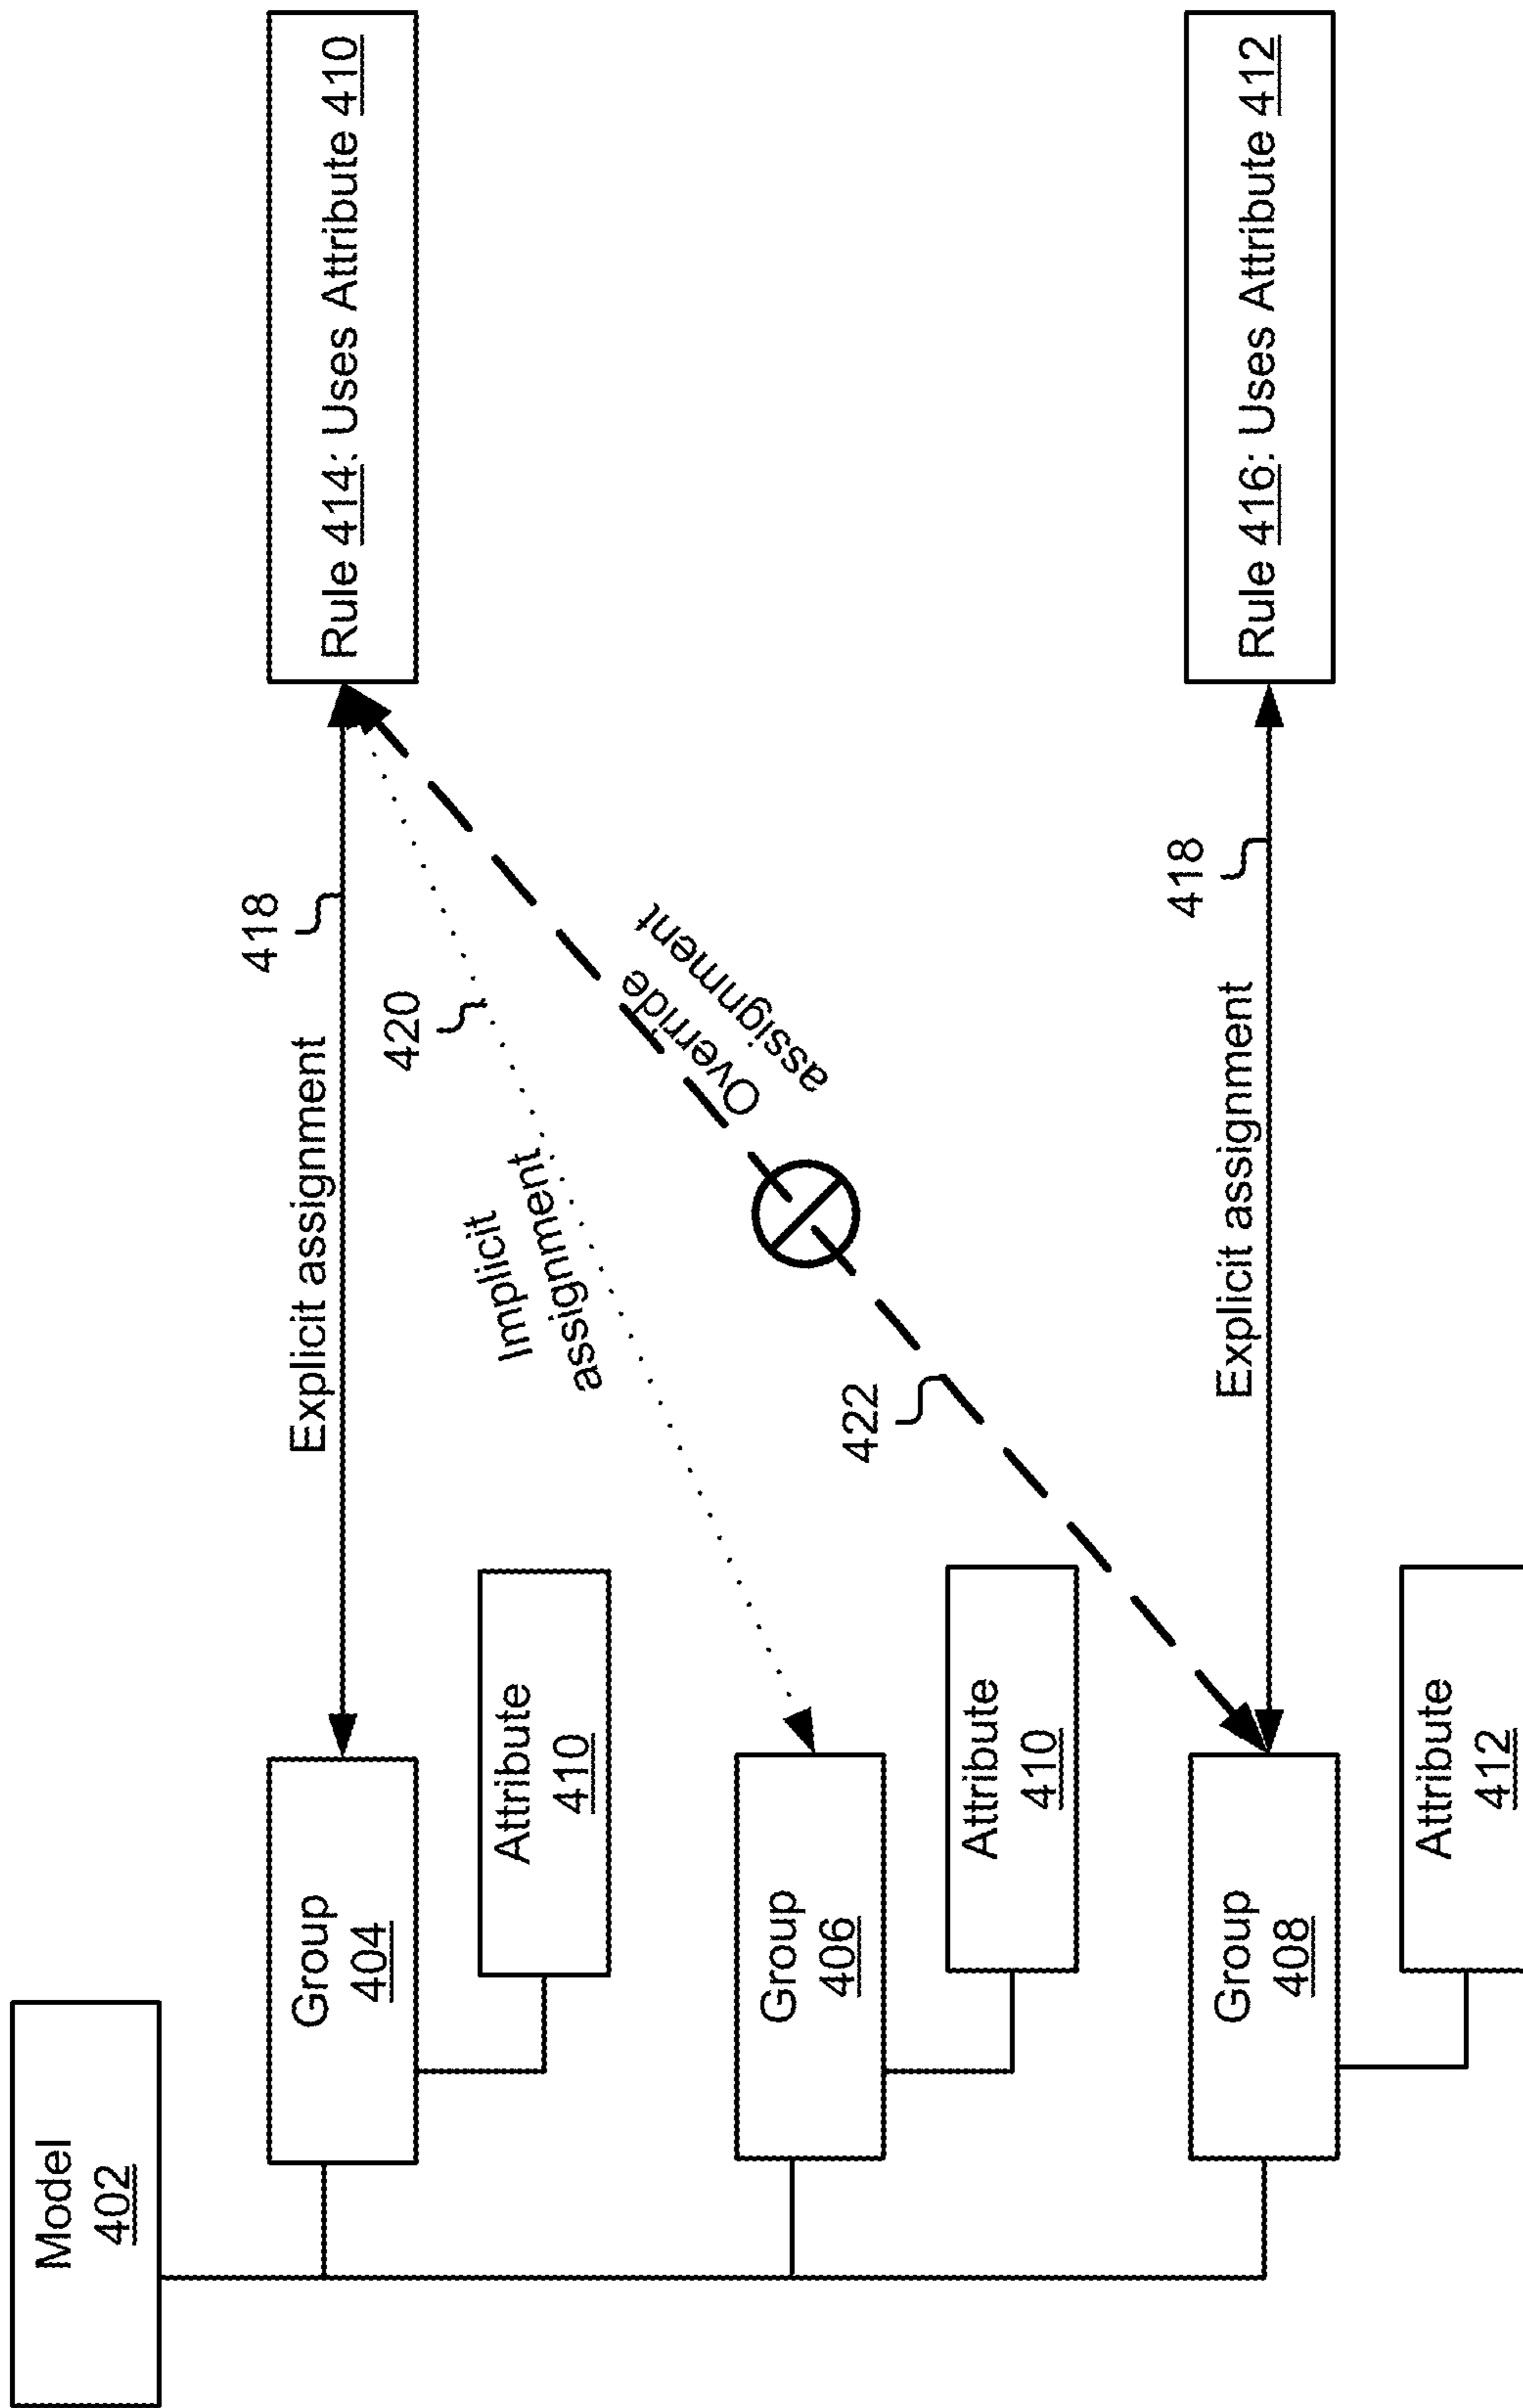 Model
402
Group
404
Attribute
410
Explicit assignment
418
Rule 414: Uses Attribute 410
Implicit
assignment
420
Override
assignment
422
Group
406
Attribute
410
Group
408
Attribute
412
Explicit assignment
418
Rule 416: Uses Attribute 412